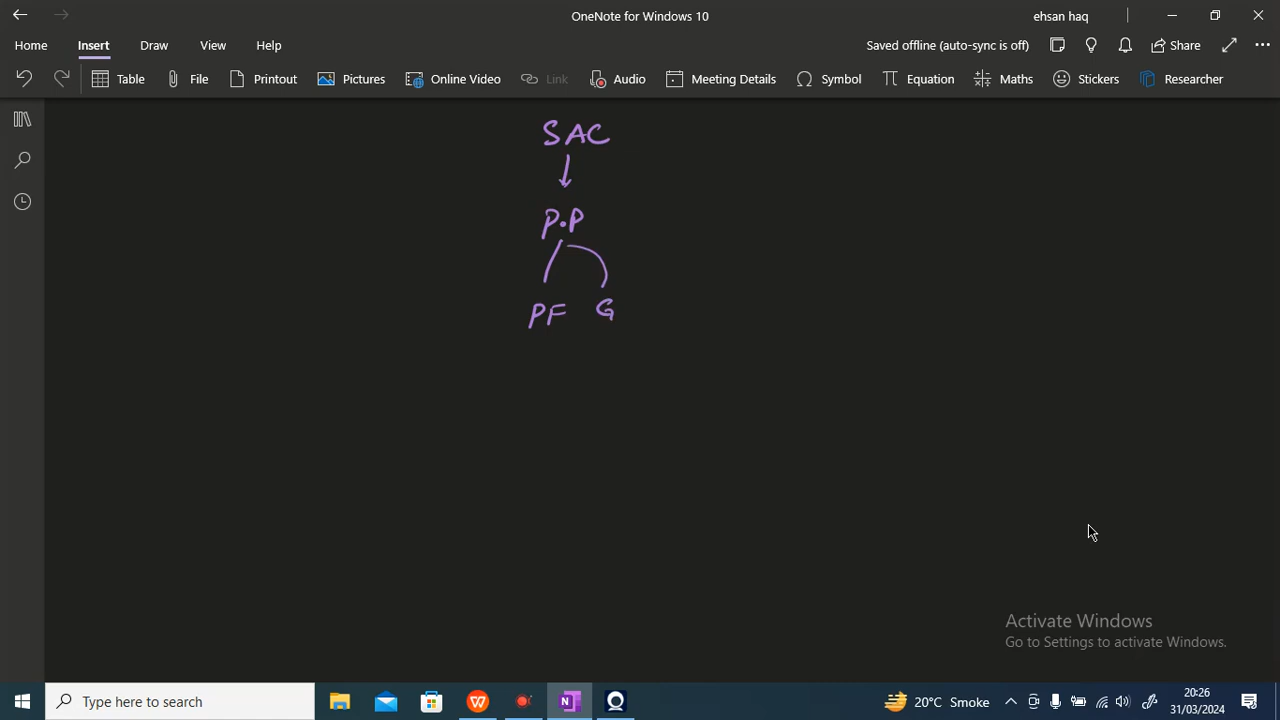 OneNote for Windows 10
ehsan haq
Home Insert Draw View Help
Saved offline (auto-sync is off)
Share
Table File Printout Pictures Online Video Link Audio Meeting Details Symbol Equation Maths Stickers Researcher
SAC
P.P
PF G
Activate Windows
Go to Settings to activate Windows.
Type here to search
20°C Smoke
20:26
31/03/2024